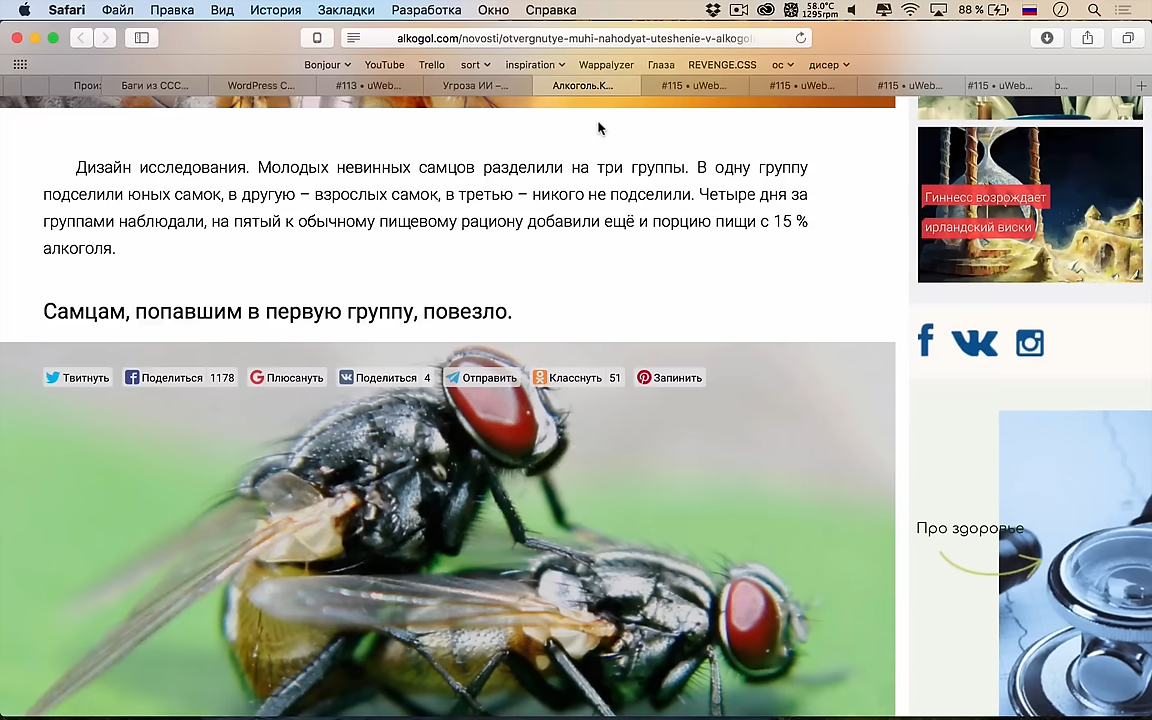 Safari Файл Правка Вид История Закладки Разработка Окно Справка
58.0°C
1295rpm
88 %
alkogol.com/novosti/otvergnutye-muhi-nahodyat-uteshenie-v-alkogol
Bonjour YouTube Trello sort inspiration Wappalyzer Глаза REVENGE.CSS ос дисер
Баги из ССС... WordPress С... #113 • uWeb... Угроза ИИ –... Алкоголь.К... #115 • uWeb... #115 • uWeb... #115 • uWeb... #115 • uWeb...
Дизайн исследования. Молодых невинных самцов разделили на три группы. В одну группу
подселили юных самок, в другую – взрослых самок, в третью – никого не подселили. Четыре дня за
группами наблюдали, на пятый к обычному пищевому рациону добавили ещё и порцию пищи с 15 %
алкоголя.
Самцам, попавшим в первую группу, повезло.
Твитнуть Поделиться 1178 Плюсануть Поделиться 4 Отправить Класснуть 51 Запинить
Гиннесс возрождает
ирландский виски
Про здоровье